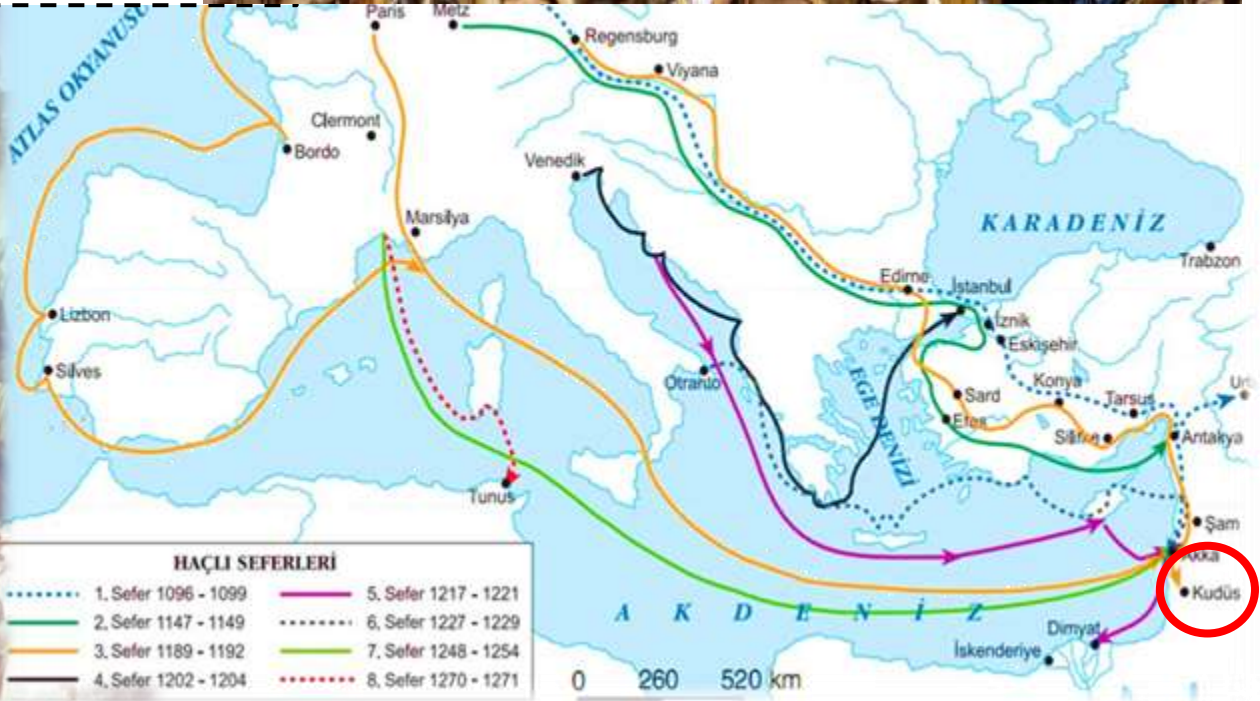 ATLAS OKYANUSU
Paris
Metz
Regensburg
Viyana
Clermont
Bordo
Venedik
Marsilya
KARADENİZ
Trabzon
Edirne
İstanbul
Lizbon
İznik
Eskişehir
Silves
Otranto
EGE DENİZİ
Sard
Konya
Tarsus
Efes
Silifke
Antakya
Tunus
Şam
Akka
Kudüs
AKDENİZ
Dimyat
İskenderiye
HAÇLI SEFERLERİ
1. Sefer 1096 - 1099
2. Sefer 1147 - 1149
3. Sefer 1189 - 1192
4. Sefer 1202 - 1204
5. Sefer 1217 - 1221
6. Sefer 1227 - 1229
7. Sefer 1248 - 1254
8. Sefer 1270 - 1271
0 260 520 km